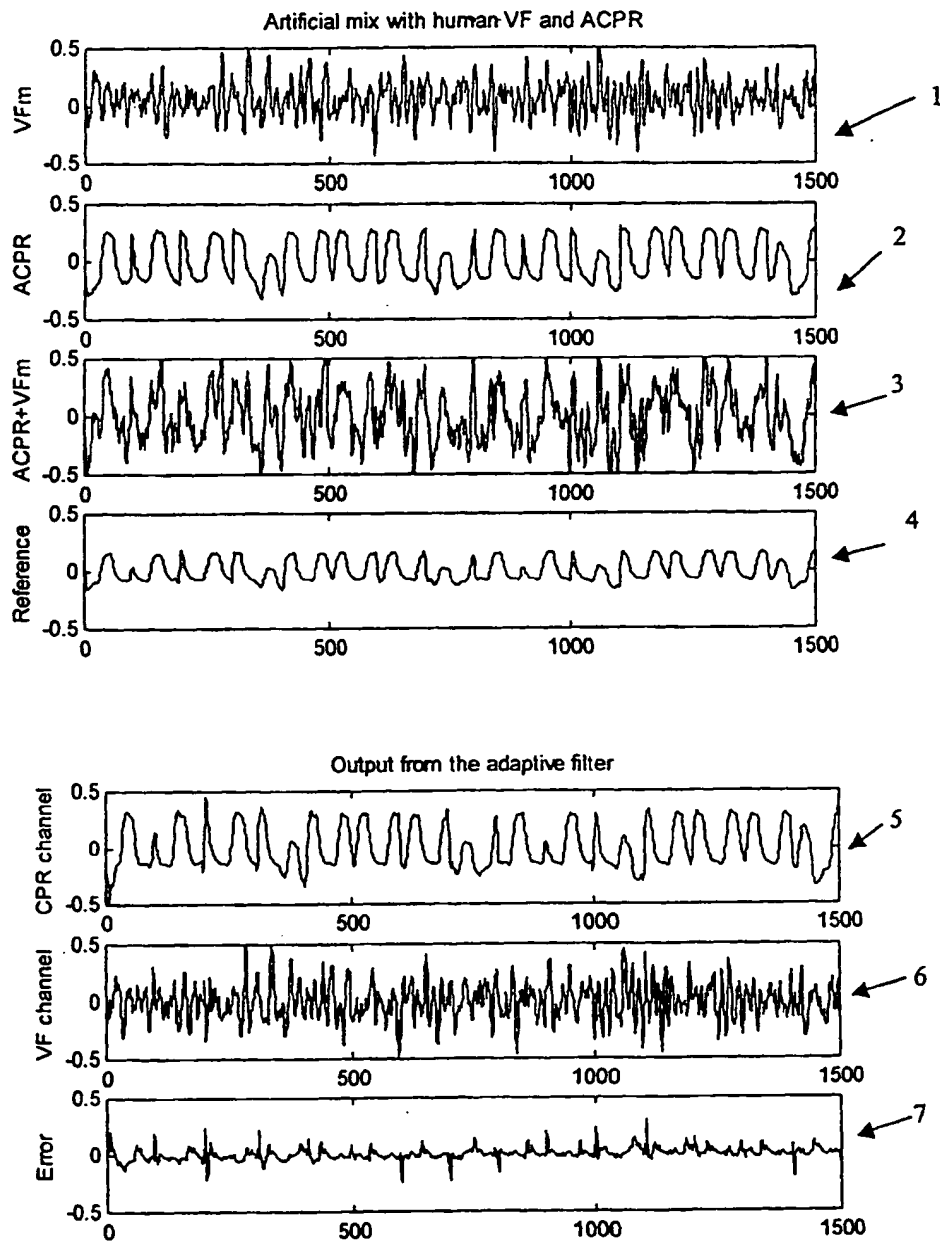 Artificial mix with human VF and ACPR
0.5
VFm
0
-0.5
0 500 1000 1500
1
0.5
ACPR
0
-0.5
0 500 1000 1500
2
0.5
ACPR+VFm
0
-0.5
0 500 1000 1500
3
0.5
Reference
0
-0.5
0 500 1000 1500
4
Output from the adaptive filter
0.5
CPR channel
0
-0.5
0 500 1000 1500
5
0.5
VF channel
0
-0.5
0 500 1000 1500
6
0.5
Error
0
-0.5
0 500 1000 1500
7